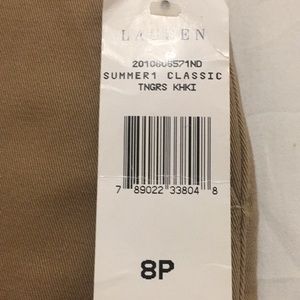 LAUREN
2010606571ND
SUMMER1 CLASSIC
TNGRS KHKI
7 89022 33804 8
8P